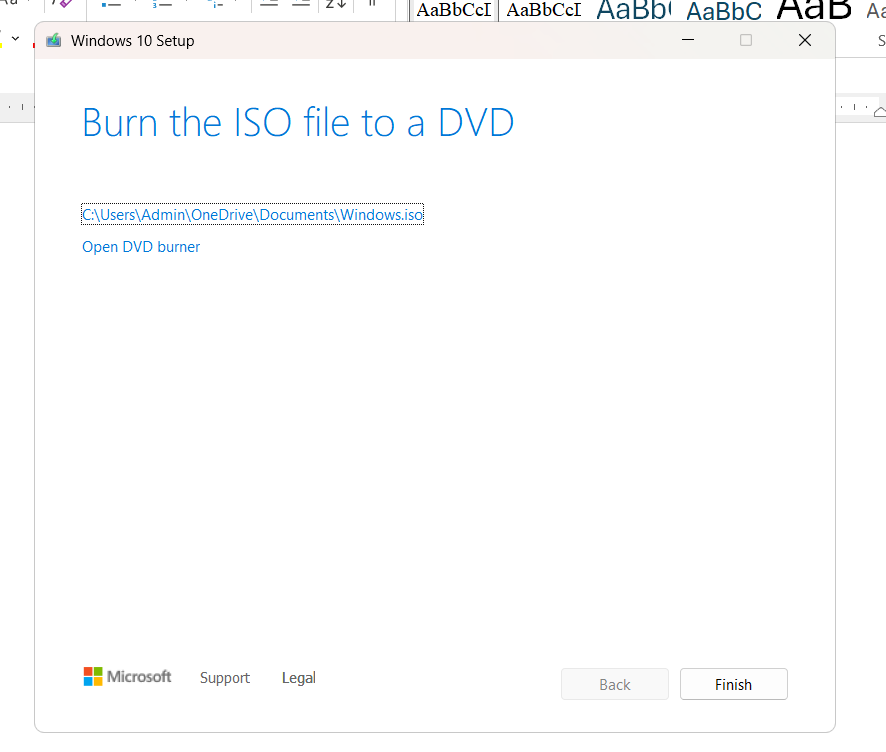 AaBbCcI AaBbCcI AaBb( AaBbC AaB
Windows 10 Setup
Burn the ISO file to a DVD
C:\Users\Admin\OneDrive\Documents\Windows.iso
Open DVD burner
Microsoft Support Legal
Back Finish